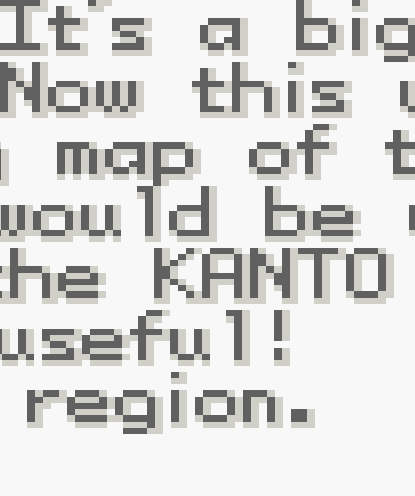 It's a big
Now this
map of
would be
the KANTO
useful!
region.